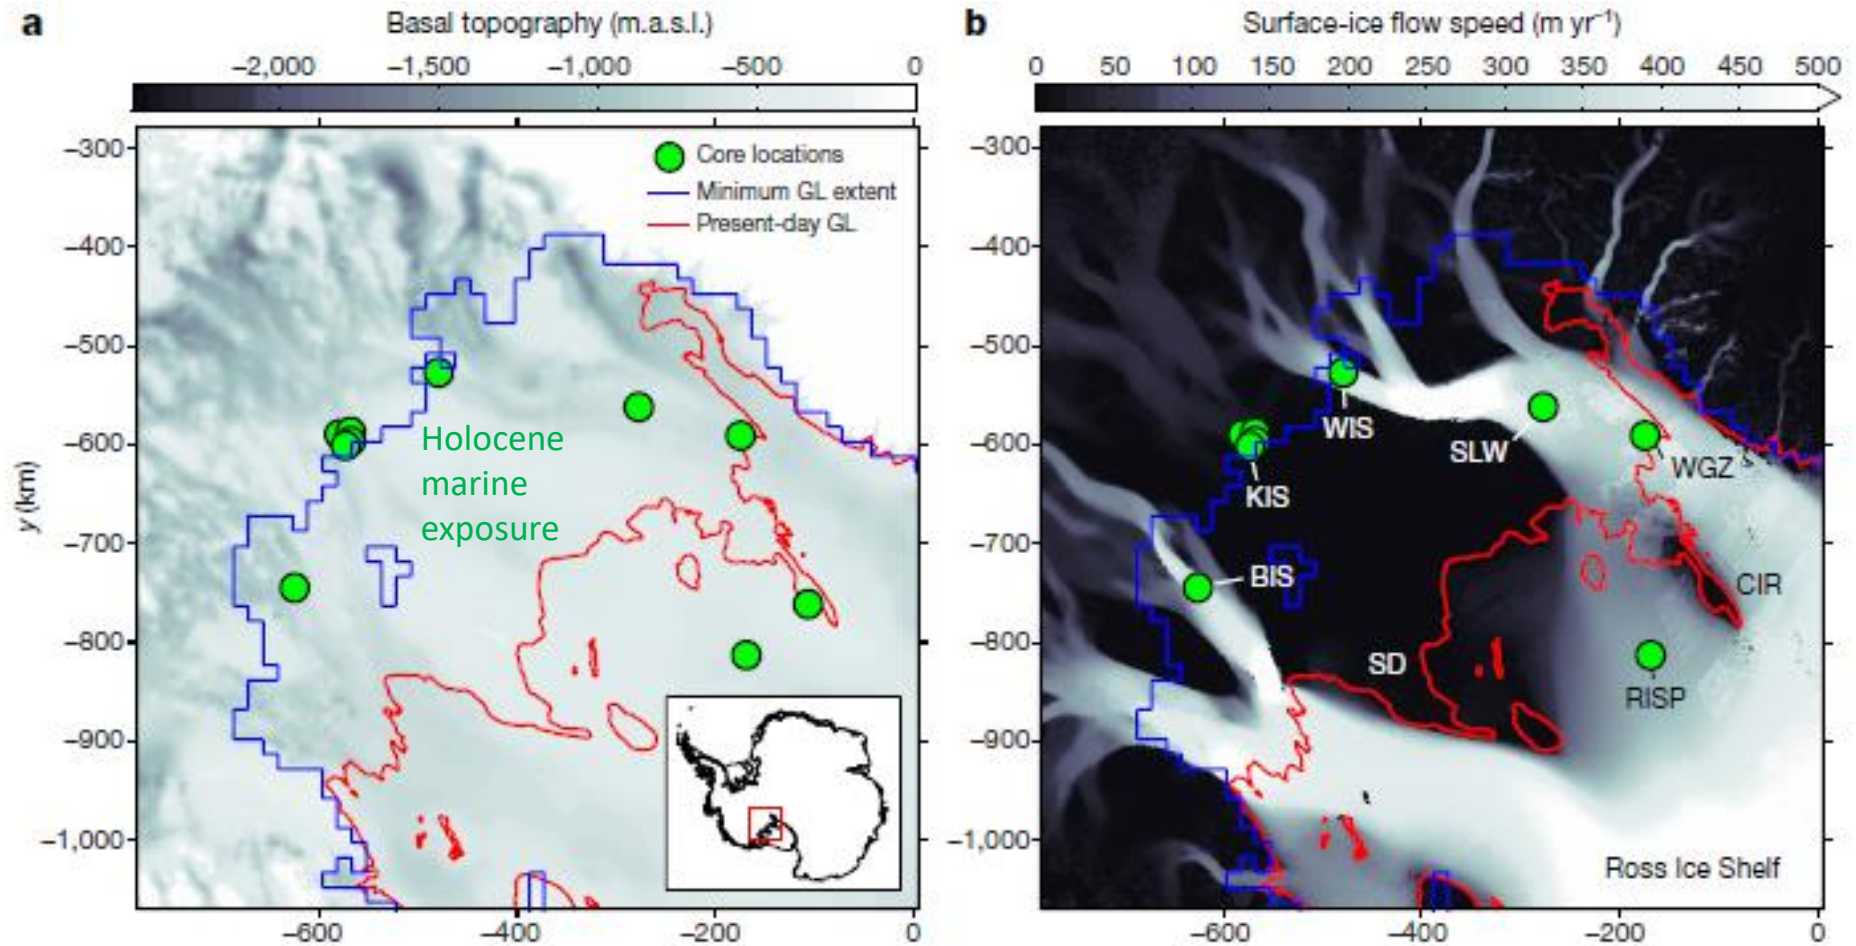 a
Basal topography (m.a.s.l.)
–2,000 –1,500 –1,000 –500 0
–300
–400
–500
–600
–700
–800
–900
–1,000
y (km)
Core locations
Minimum GL extent
Present-day GL
Holocene
marine
exposure
–600 –400 –200 0
b
Surface-ice flow speed (m yr⁻¹)
0 50 100 150 200 250 300 350 400 450 500
–300
–400
–500
–600
–700
–800
–900
–1,000
WIS
SLW
WGZ
KIS
BIS
CIR
SD
RISP
Ross Ice Shelf
–600 –400 –200 0